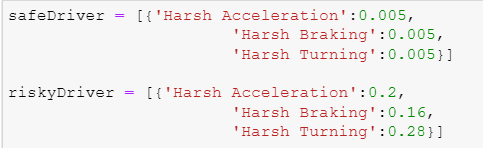 safeDriver = [{'Harsh Acceleration':0.005,
'Harsh Braking':0.005,
'Harsh Turning':0.005}]
riskyDriver = [{'Harsh Acceleration':0.2,
'Harsh Braking':0.16,
'Harsh Turning':0.28}]